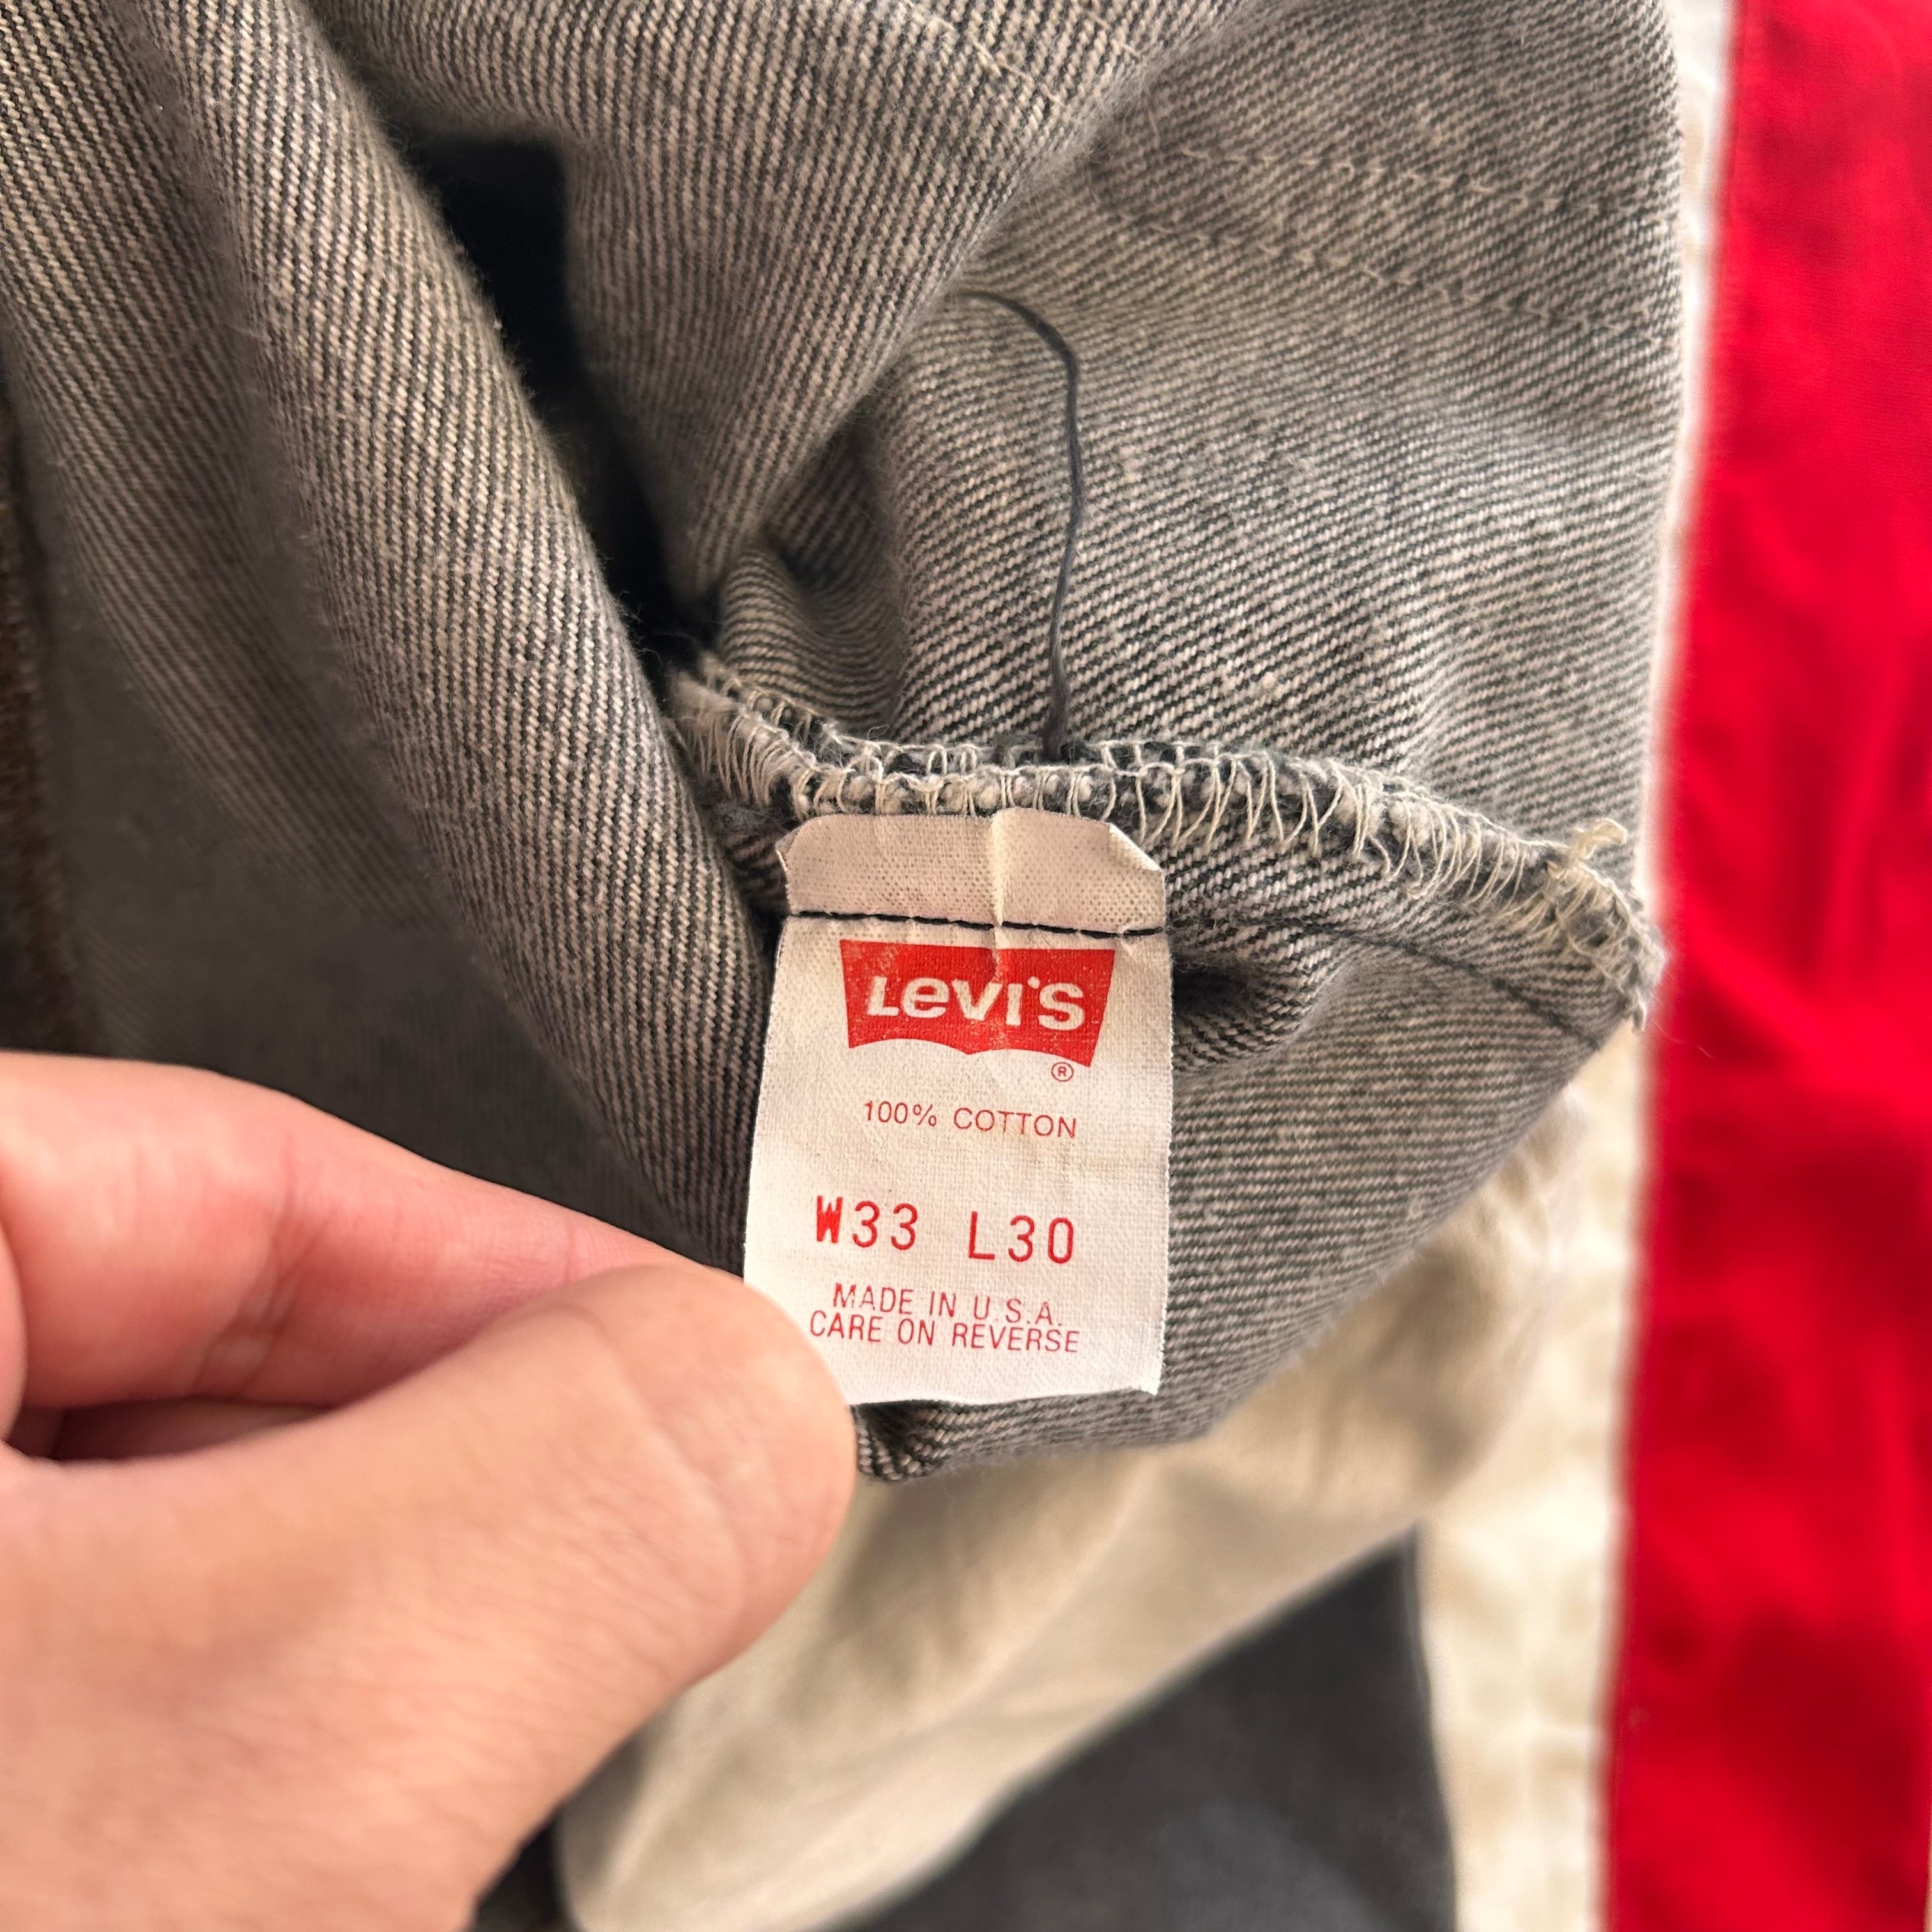 Levi's
®
100% COTTON
W33 L30
MADE IN U.S.A.
CARE ON REVERSE